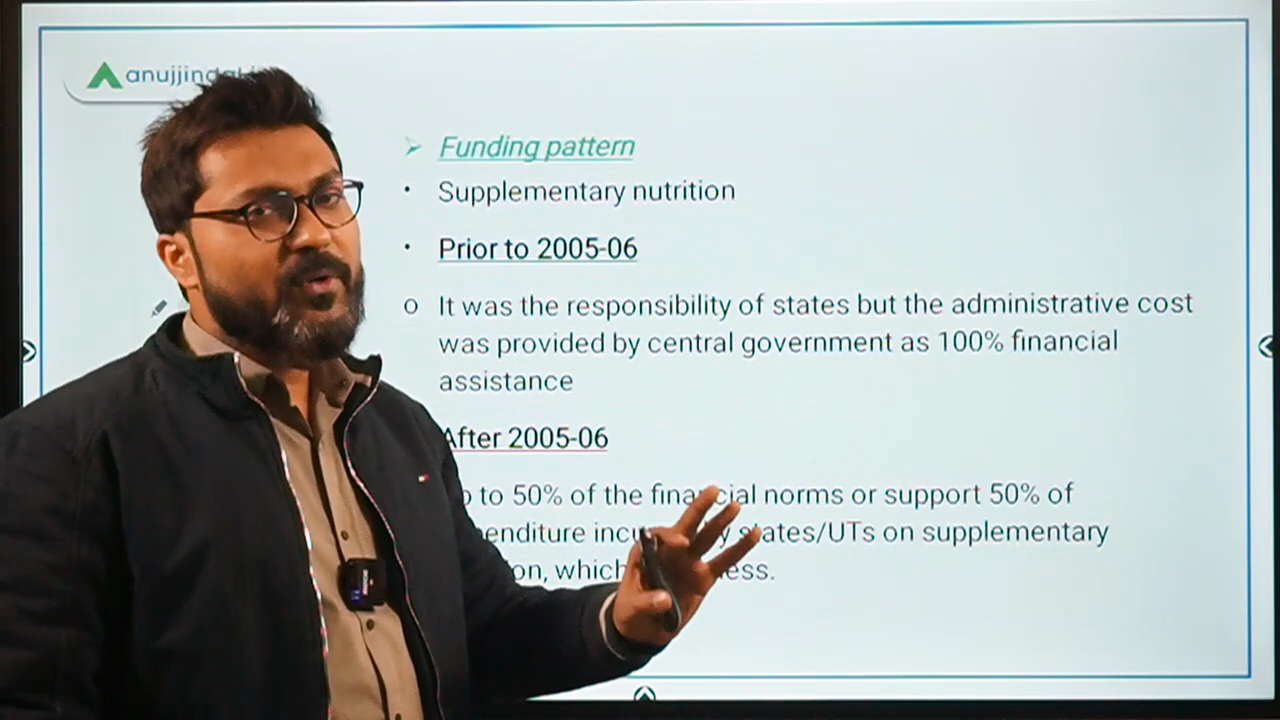 anujjind
Funding pattern
Supplementary nutrition
Prior to 2005-06
It was the responsibility of states but the administrative cost
was provided by central government as 100% financial
assistance
After 2005-06
to 50% of the financial norms or support 50% of
states/UTs on supplementary
which